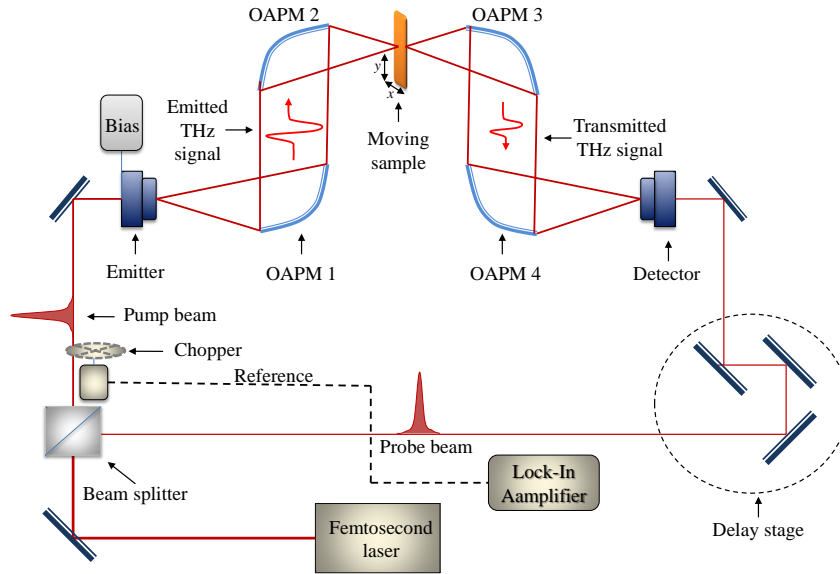 OAPM 2
OAPM 3
y
x
Emitted
THz
signal
Bias
Moving
sample
Transmitted
THz signal
Emitter
OAPM 1
OAPM 4
Detector
Pump beam
Chopper
Reference
Probe beam
Beam splitter
Lock-In
Aamplifier
Femtosecond
laser
Delay stage